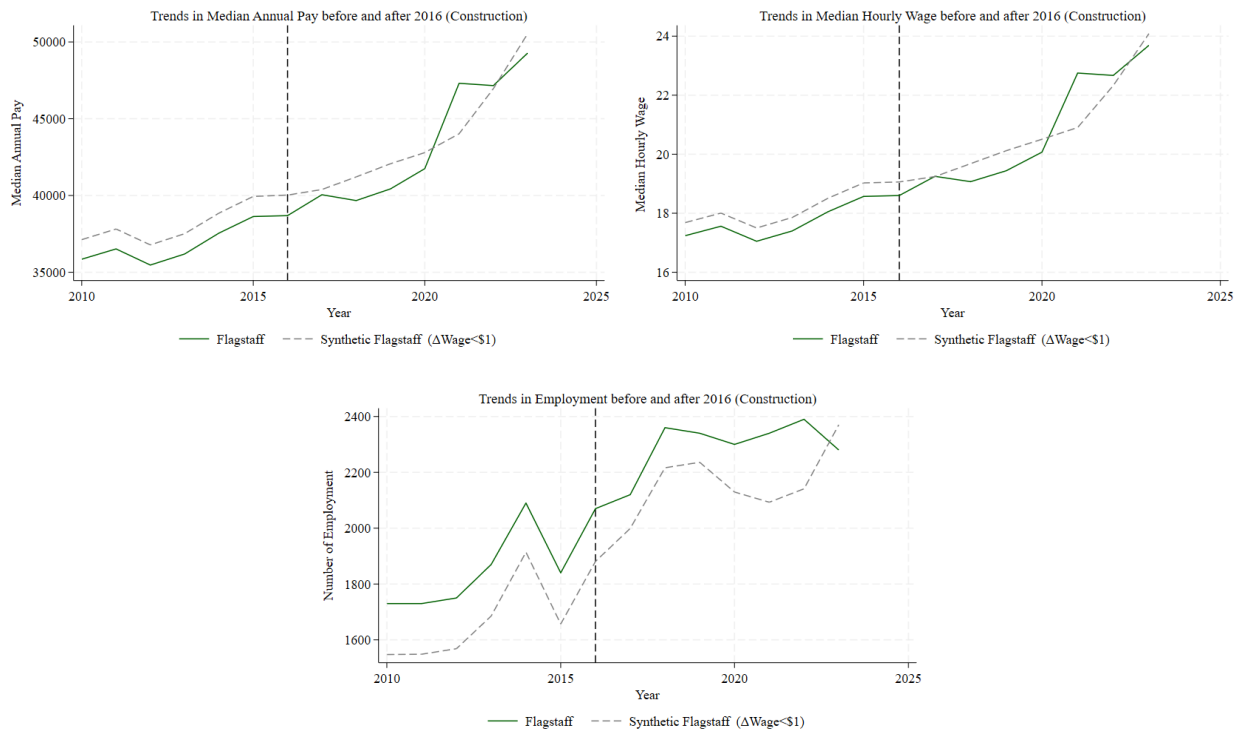 Trends in Median Annual Pay before and after 2016 (Construction)
Median Annual Pay
50000
45000
40000
35000
2010
2015
2020
2025
Year
Flagstaff
Synthetic Flagstaff (ΔWage<$1)
Trends in Median Hourly Wage before and after 2016 (Construction)
Median Hourly Wage
24
22
20
18
16
2010
2015
2020
2025
Year
Flagstaff
Synthetic Flagstaff (ΔWage<$1)
Trends in Employment before and after 2016 (Construction)
Number of Employment
2400
2200
2000
1800
1600
2010
2015
2020
2025
Year
Flagstaff
Synthetic Flagstaff (ΔWage<$1)